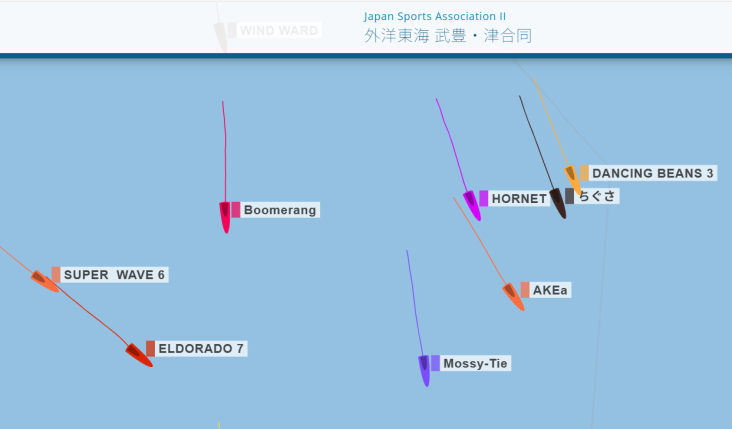 Japan Sports Association II
外洋東海 武豊・津合同
WIND WARD
DANCING BEANS 3
ちぐさ
HORNET
Boomerang
SUPER WAVE 6
AKEa
ELDORADO 7
Mossy-Tie